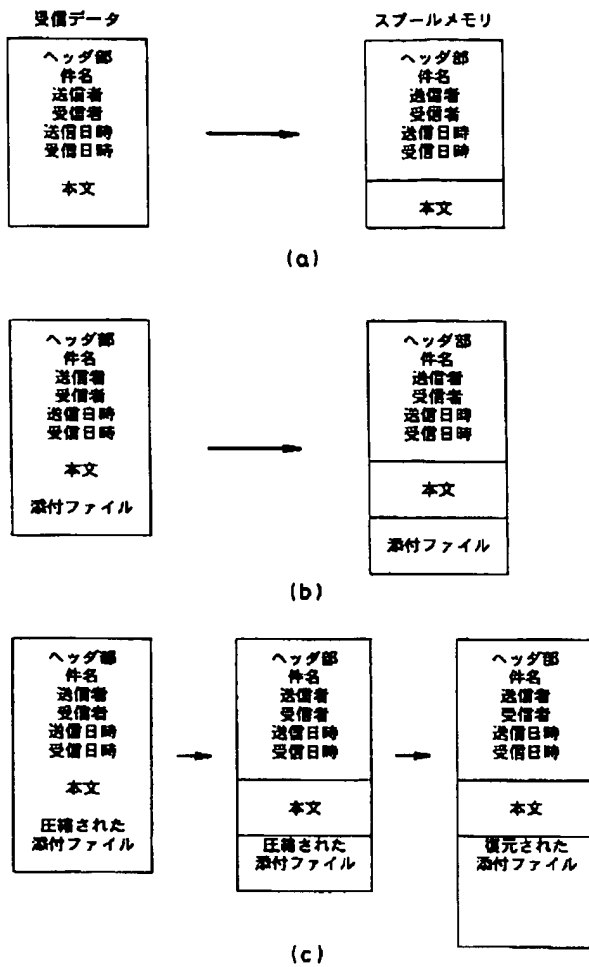 受信データ
ヘッダ部
件名
送信者
受信者
送信日時
受信日時
本文
スプールメモリ
ヘッダ部
件名
送信者
受信者
送信日時
受信日時
本文
(a)
ヘッダ部
件名
送信者
受信者
送信日時
受信日時
本文
添付ファイル
ヘッダ部
件名
送信者
受信者
送信日時
受信日時
本文
添付ファイル
(b)
ヘッダ部
件名
送信者
受信者
送信日時
受信日時
本文
圧縮された
添付ファイル
ヘッダ部
件名
送信者
受信者
送信日時
受信日時
本文
圧縮された
添付ファイル
ヘッダ部
件名
送信者
受信者
送信日時
受信日時
本文
復元された
添付ファイル
(c)